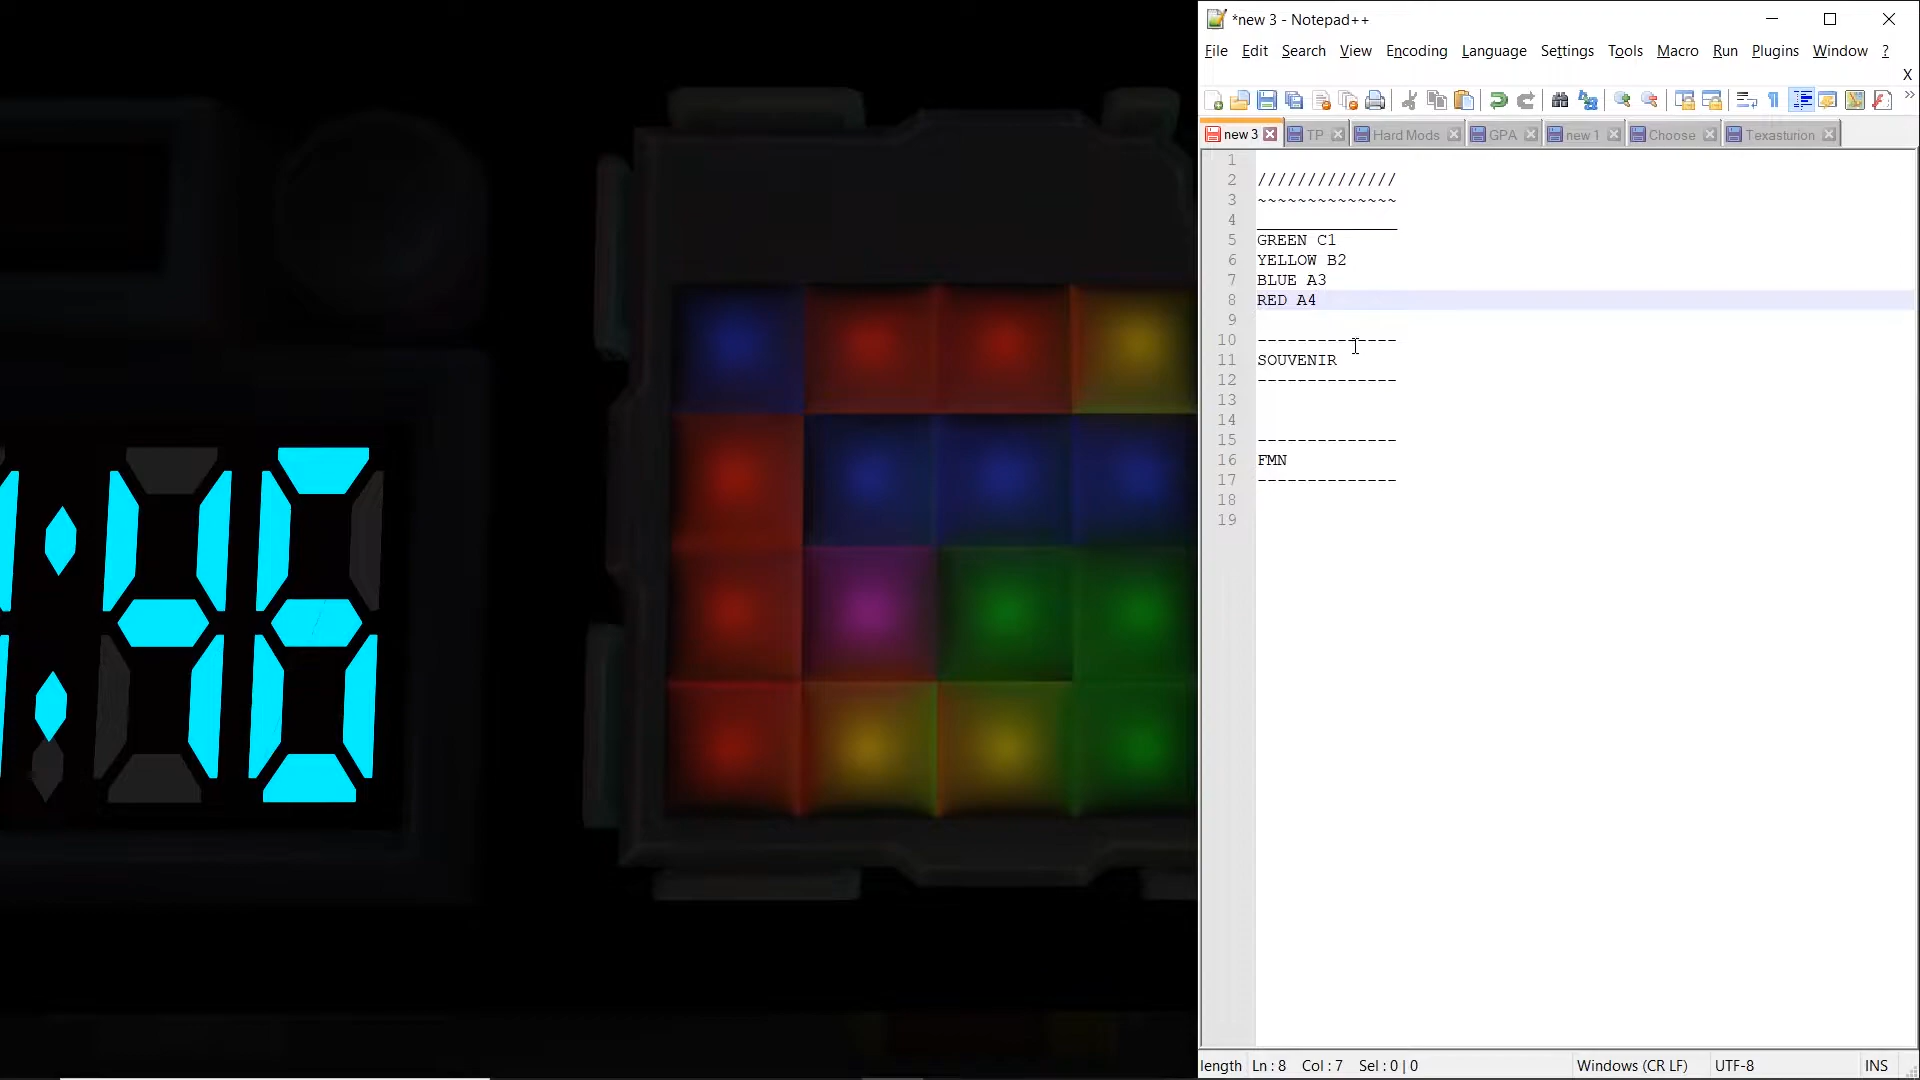 *new 3 - Notepad++
File Edit Search View Encoding Language Settings Tools Macro Run Plugins Window ?
X
new 3 TP Hard Mods GPA new 1 Choose Texasturion
1
2 //////////////
3 ~~~~~~~~~~~~~~
4 ______________
5 GREEN C1
6 YELLOW B2
7 BLUE A3
8 RED A4
9
10 --------------
11 SOUVENIR
12 --------------
13
14
15 --------------
16 FMN
17 --------------
18
19
:46
length Ln : 8 Col : 7 Sel : 0 | 0 Windows (CR LF) UTF-8 INS